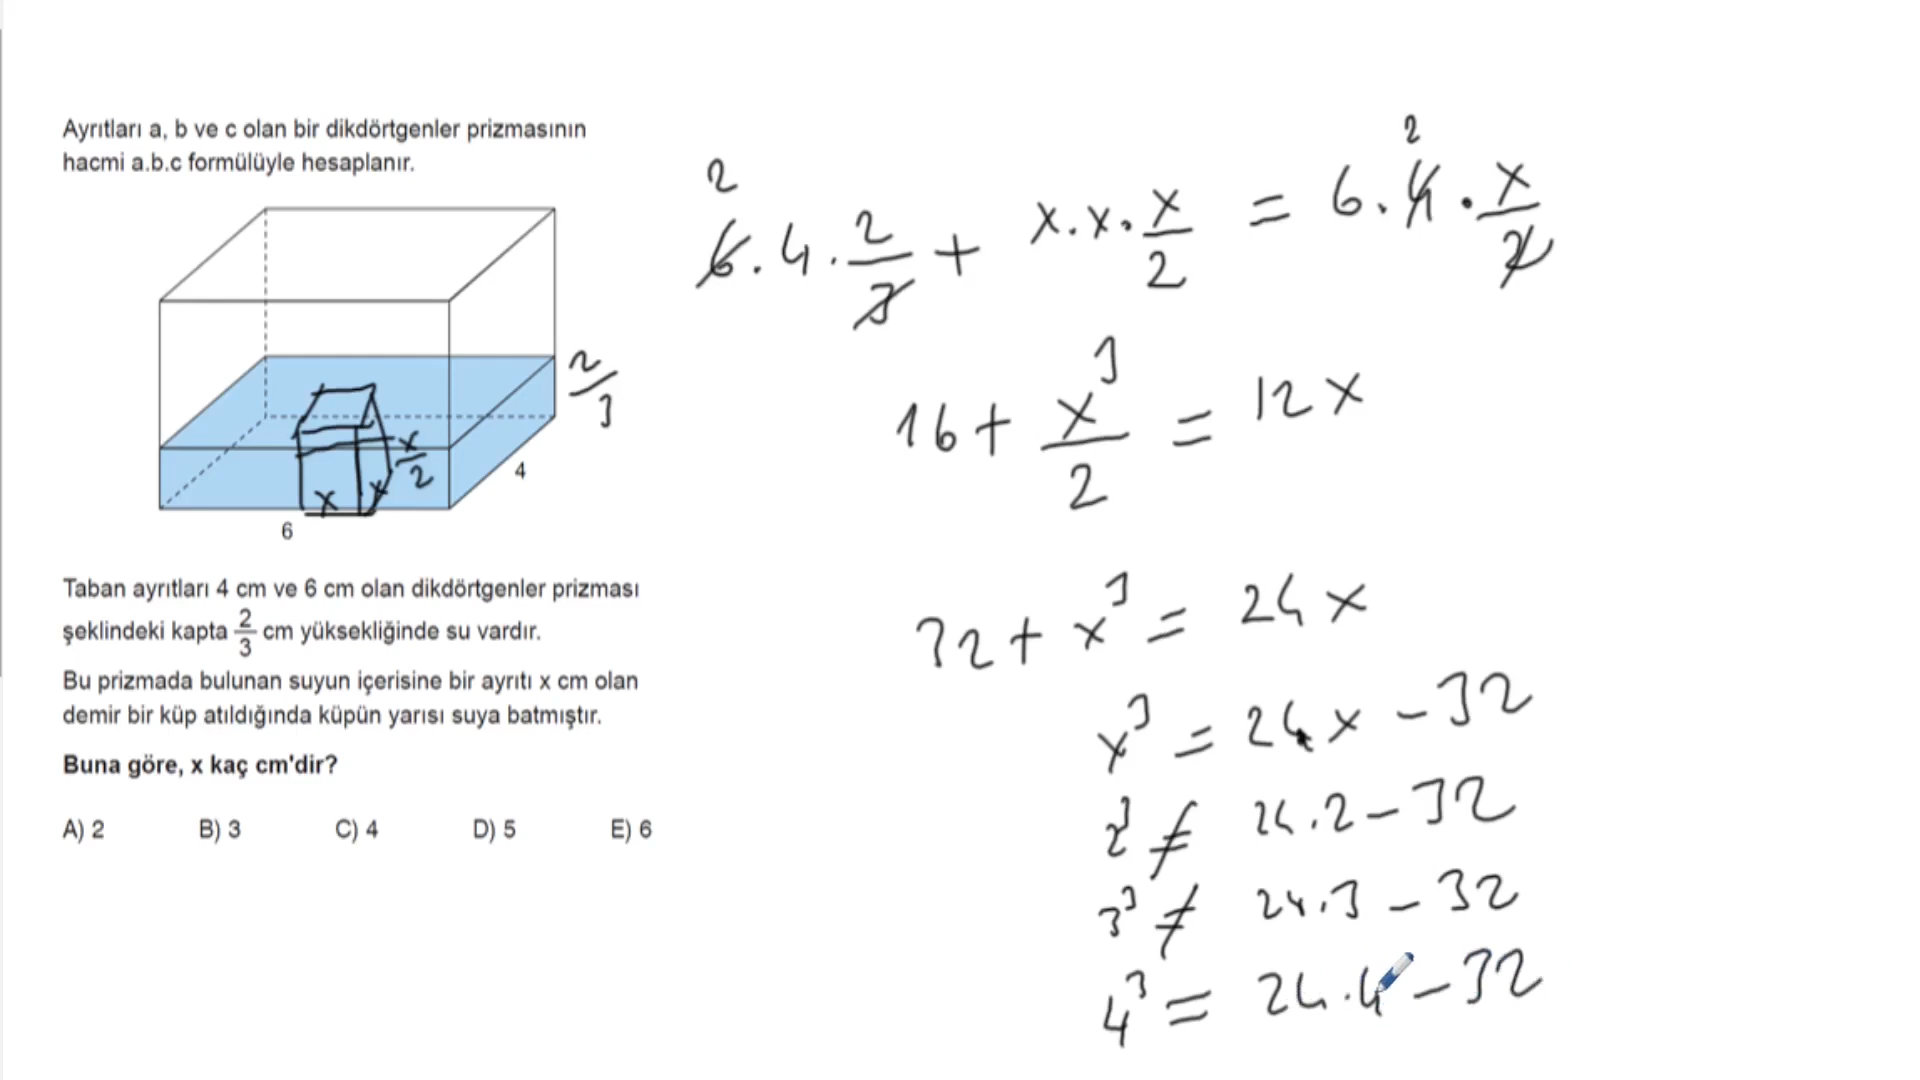 Ayrıtları a, b ve c olan bir dikdörtgenler prizmasının
hacmi a.b.c formülüyle hesaplanır.
6
4
2/3
x
x
x/2
Taban ayrıtları 4 cm ve 6 cm olan dikdörtgenler prizması
şeklindeki kapta 2/3 cm yüksekliğinde su vardır.
Bu prizmada bulunan suyun içerisine bir ayrıtı x cm olan
demir bir küp atıldığında küpün yarısı suya batmıştır.
Buna göre, x kaç cm'dir?
A) 2 B) 3 C) 4 D) 5 E) 6
2 2
6.4.2/3 + x.x.x/2 = 6.4.x/2
16 + x³/2 = 12x
32 + x³ = 24x
x³ = 24x - 32
2³ ≠ 24.2 - 32
3³ ≠ 24.3 - 32
4³ = 24.4 - 32